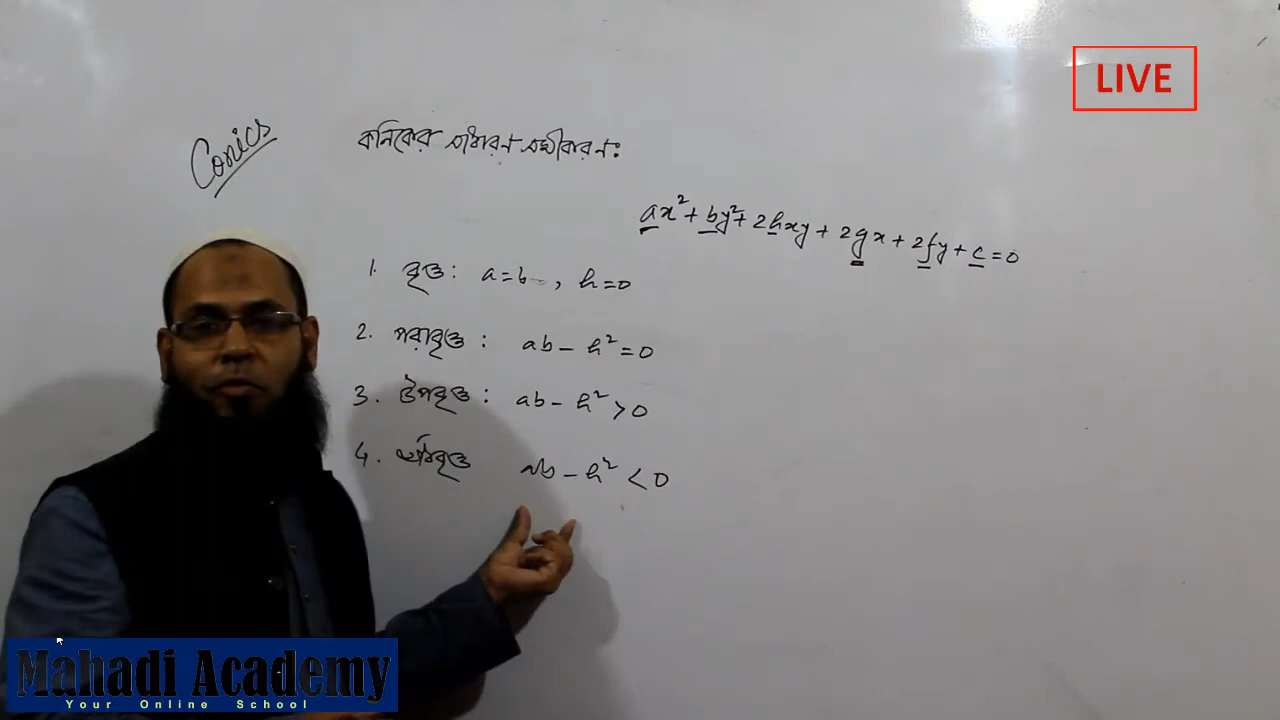 LIVE
Conics
কনিকের সাধারণ সমীকরণ:
ax² + by² + 2hxy + 2gx + 2fy + c = 0
1. বৃত্ত : a = b , h = 0
2. পরাবৃত্ত : ab - h² = 0
3. উপবৃত্ত : ab - h² > 0
4. অধিবৃত্ত ab - h² < 0
Mahadi Academy
Your Online School